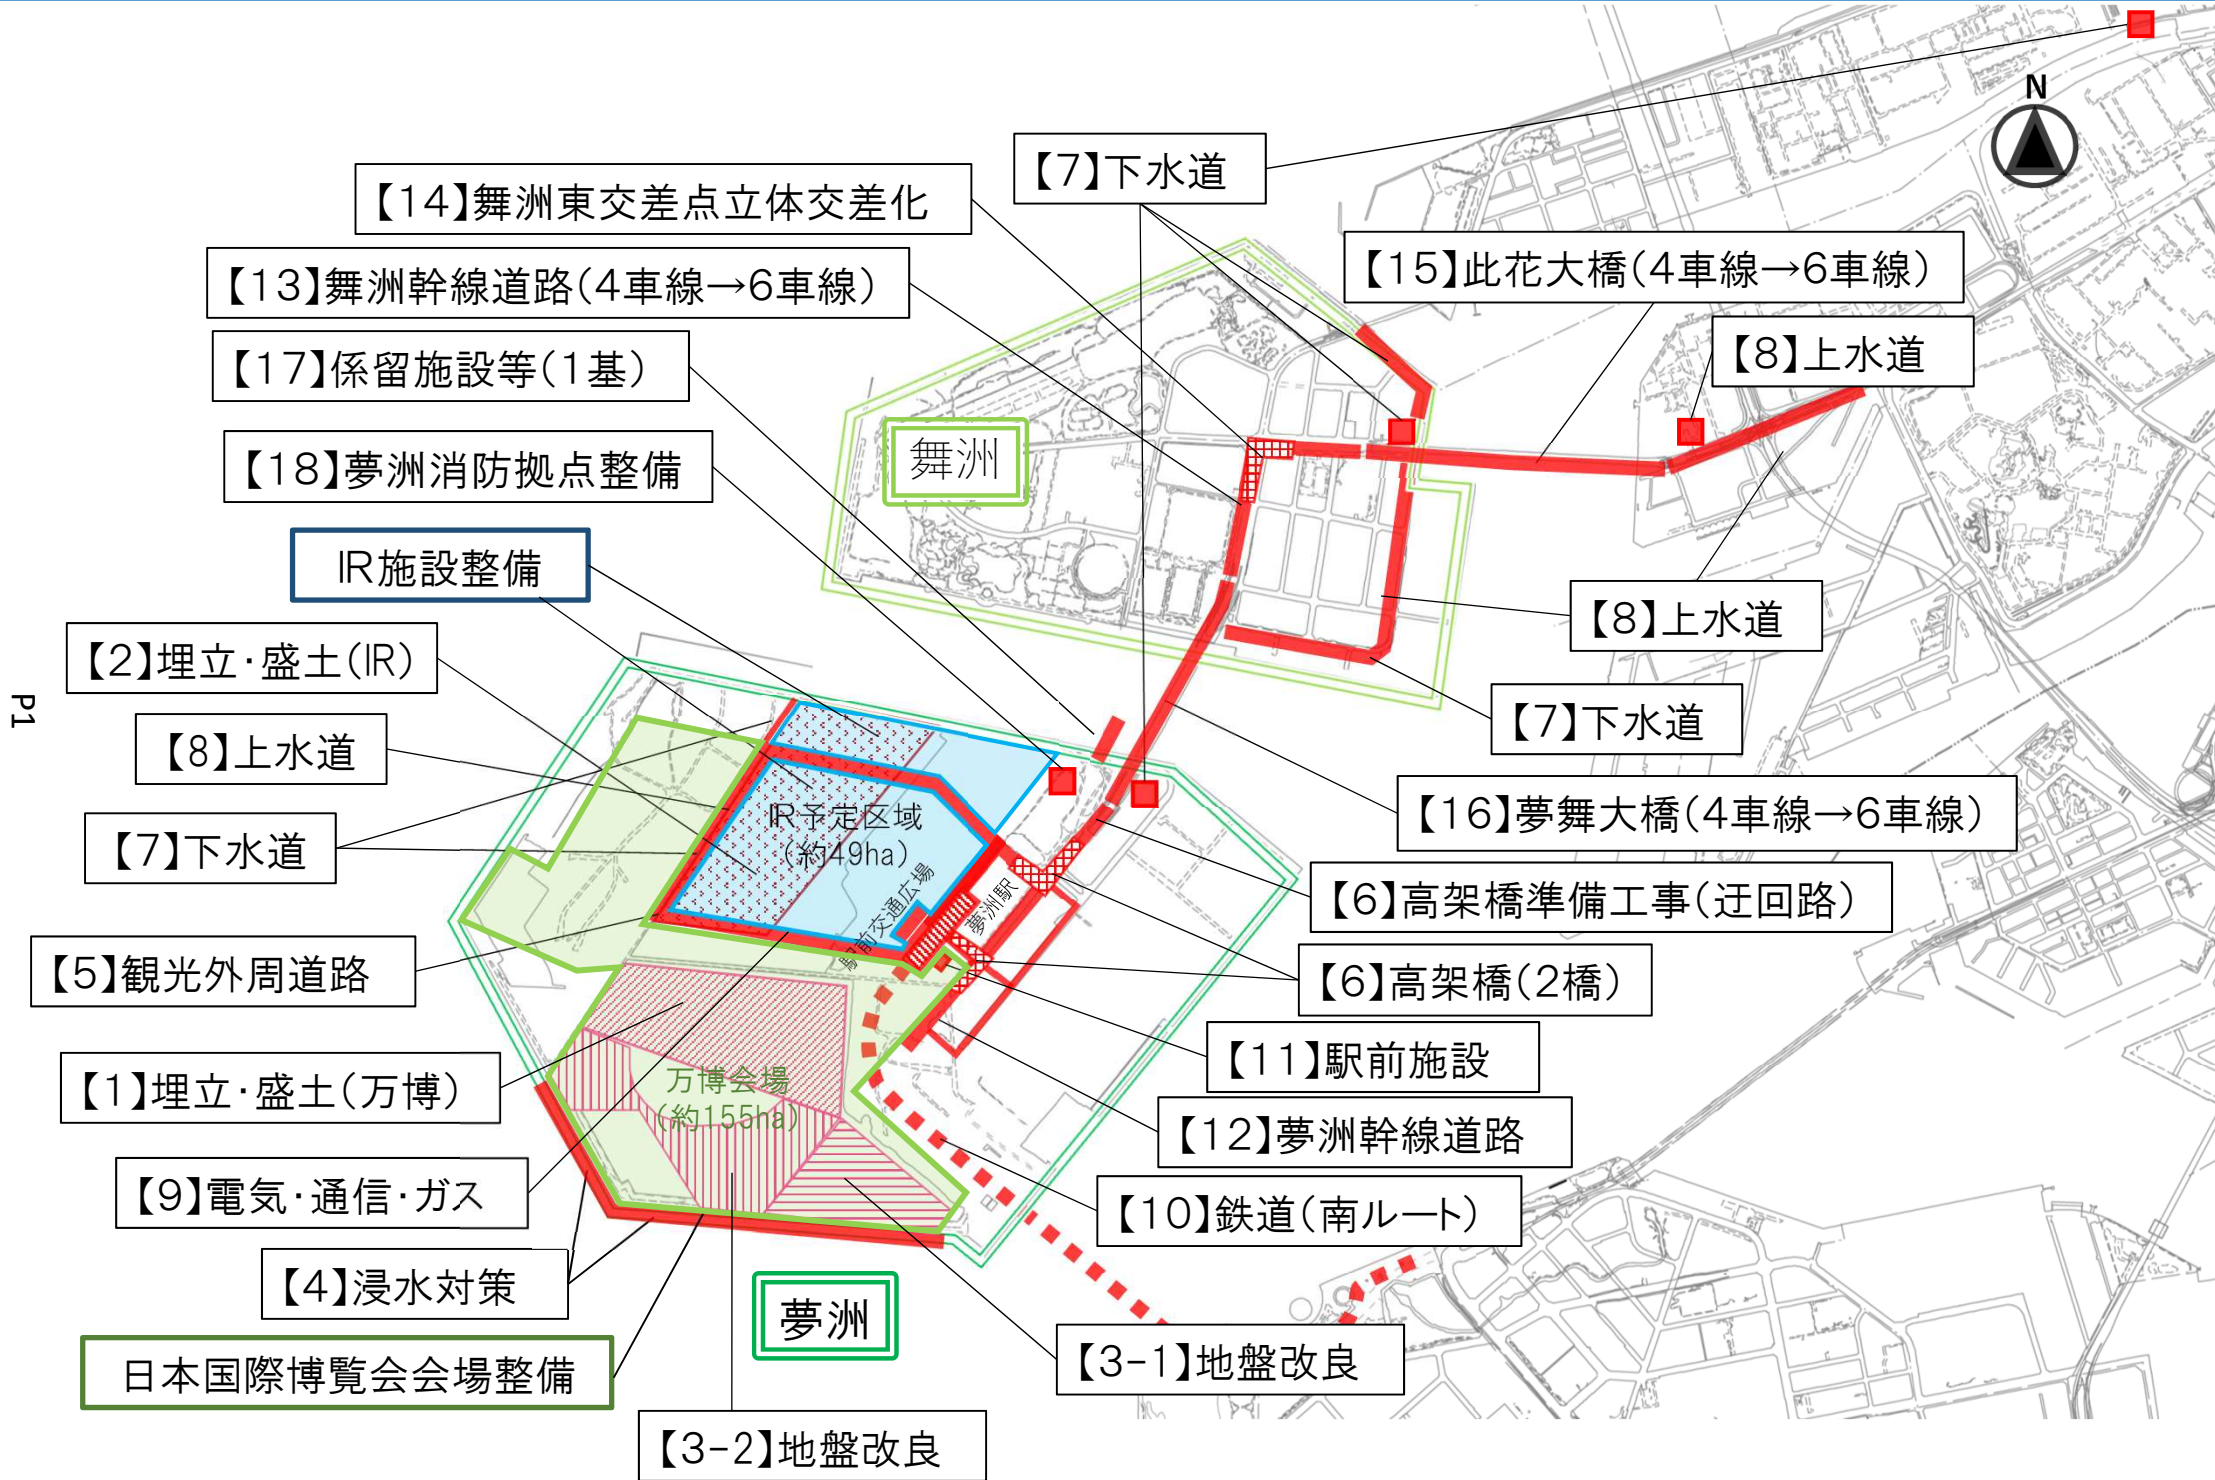 N
【7】下水道
【14】舞洲東交差点立体交差化
【15】此花大橋(4車線→6車線)
【13】舞洲幹線道路(4車線→6車線)
【8】上水道
【17】係留施設等(1基)
舞洲
【18】夢洲消防拠点整備
IR施設整備
【8】上水道
【2】埋立・盛土(IR)
【7】下水道
P1
【8】上水道
【16】夢舞大橋(4車線→6車線)
IR予定区域
(約49ha)
【7】下水道
【6】高架橋準備工事(迂回路)
駅前交通広場
夢洲駅
【5】観光外周道路
【6】高架橋(2橋)
【11】駅前施設
【1】埋立・盛土(万博)
万博会場
(約155ha)
【12】夢洲幹線道路
【9】電気・通信・ガス
【10】鉄道(南ルート)
【4】浸水対策
夢洲
【3-1】地盤改良
日本国際博覧会会場整備
【3-2】地盤改良